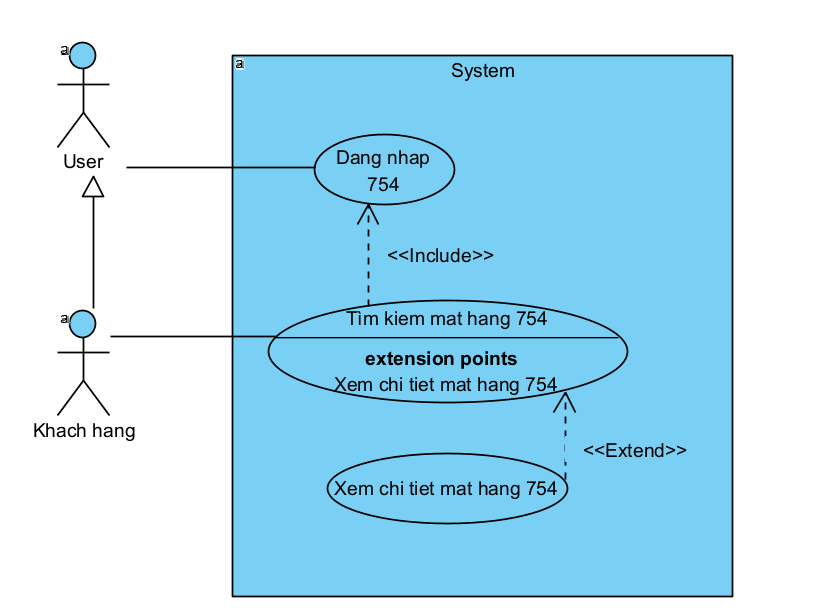 a
a
System
User
Dang nhap
754
<<Include>>
a
Tim kiem mat hang 754
extension points
Xem chi tiet mat hang 754
Khach hang
<<Extend>>
Xem chi tiet mat hang 754